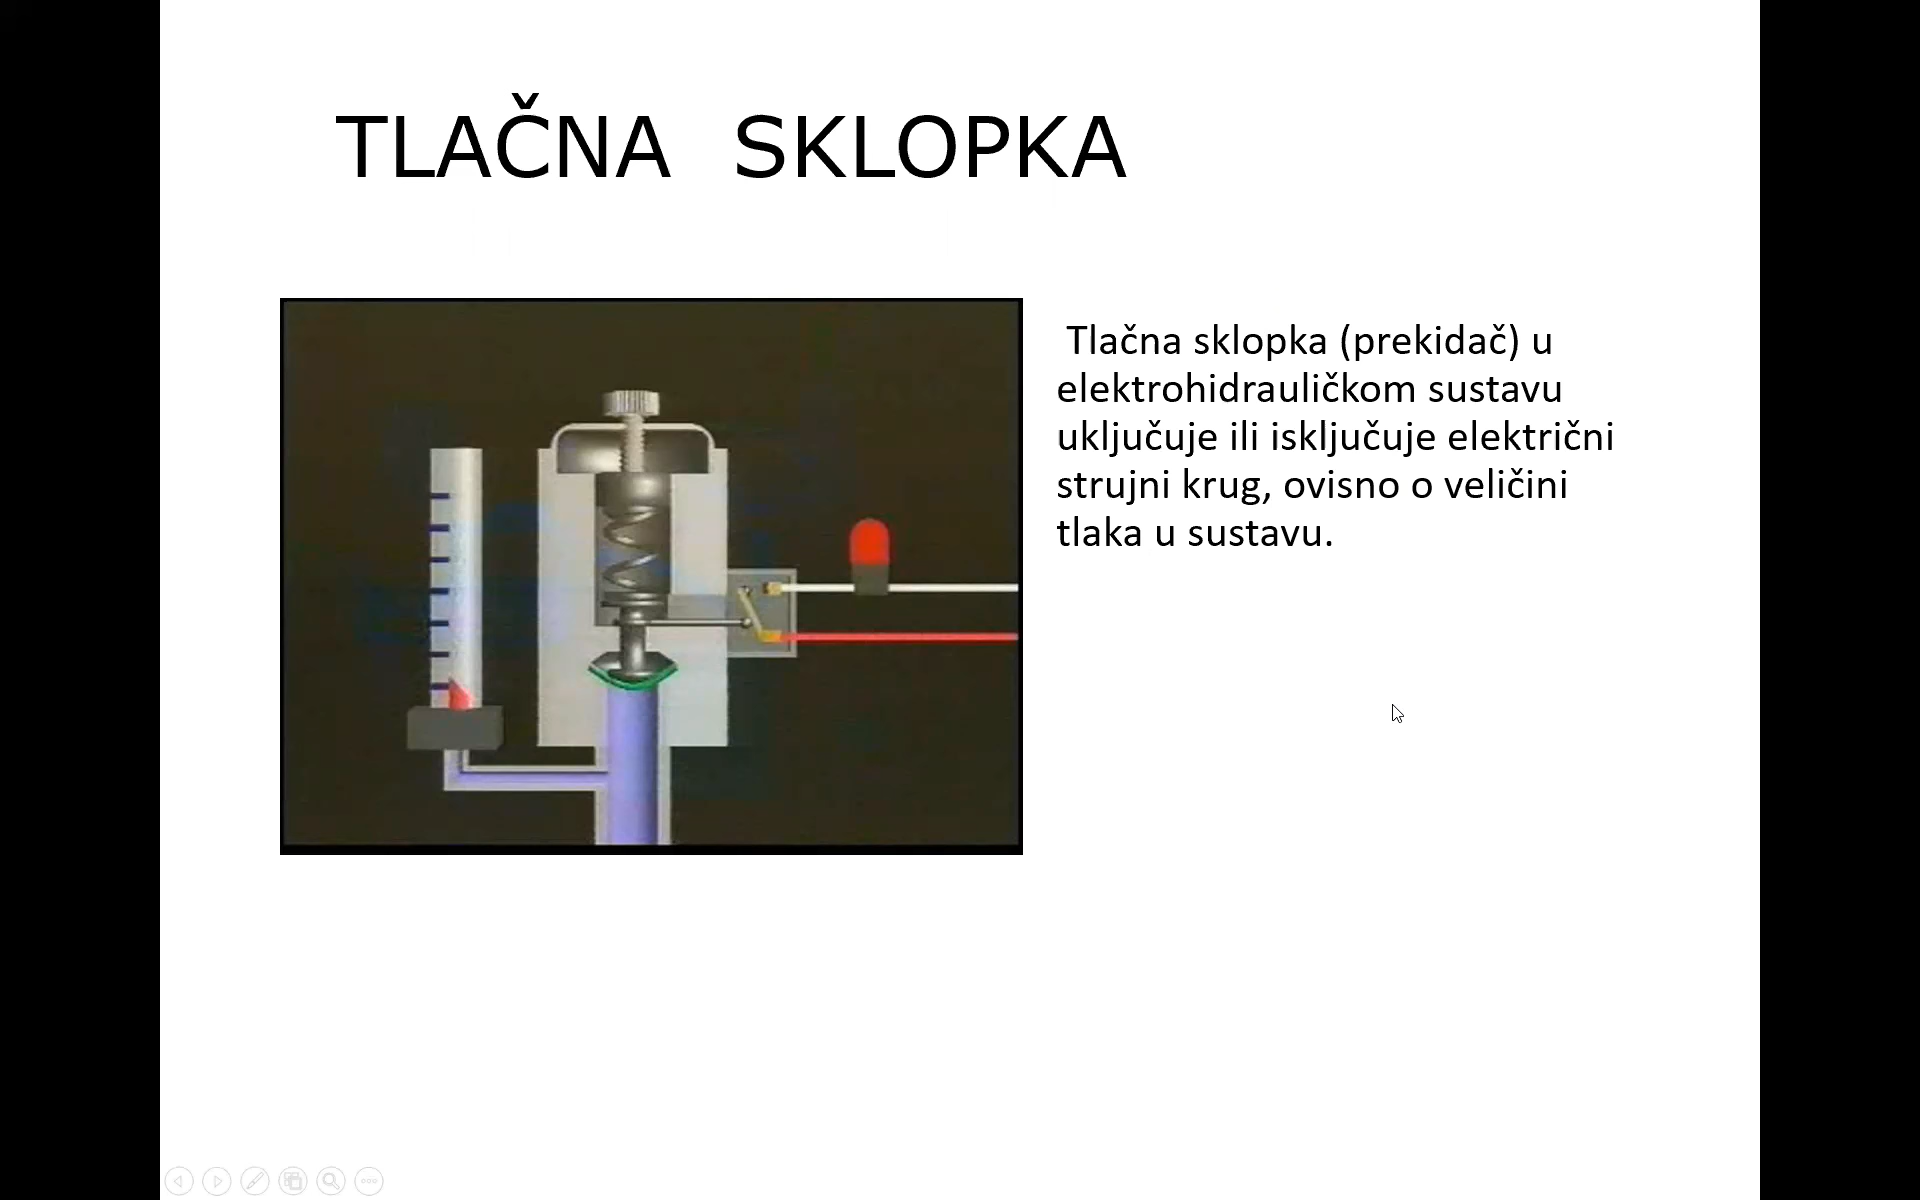 TLAČNA SKLOPKA
Tlačna sklopka (prekidač) u
elektrohidrauličkom sustavu
uključuje ili isključuje električni
strujni krug, ovisno o veličini
tlaka u sustavu.